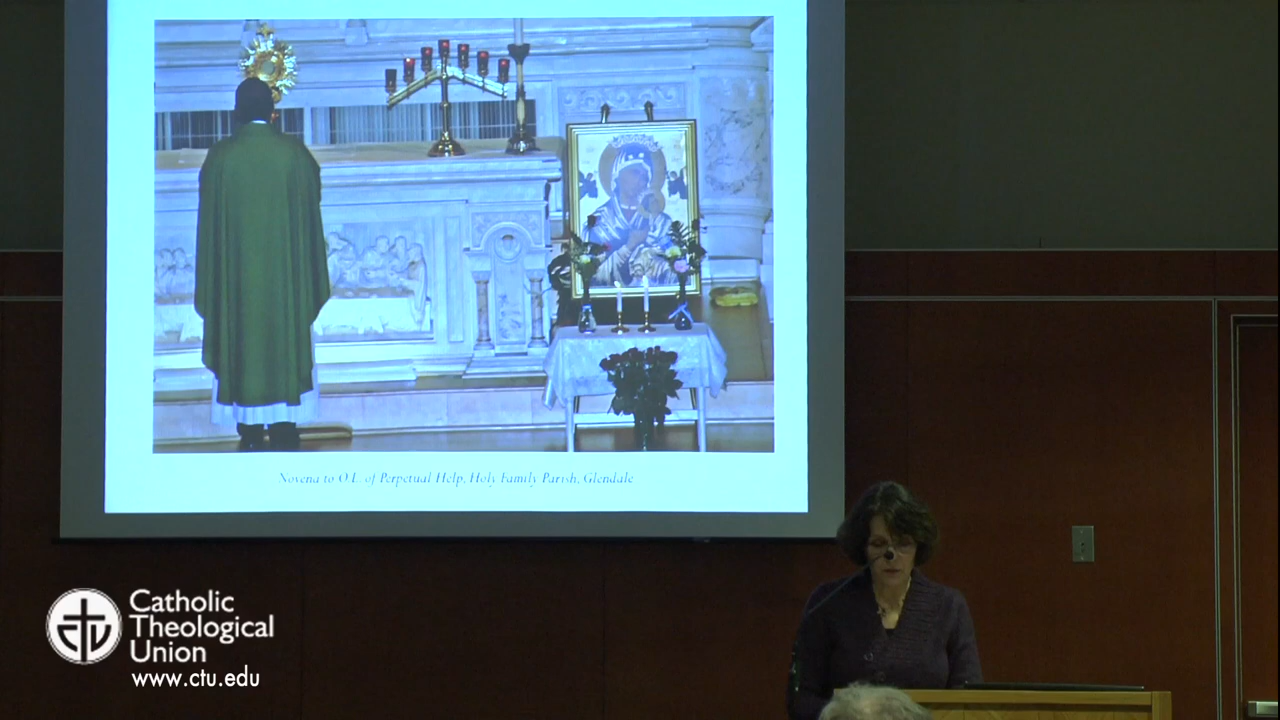 Novena to O.L. of Perpetual Help, Holy Family Parish, Glendale
Catholic
Theological
Union
www.ctu.edu